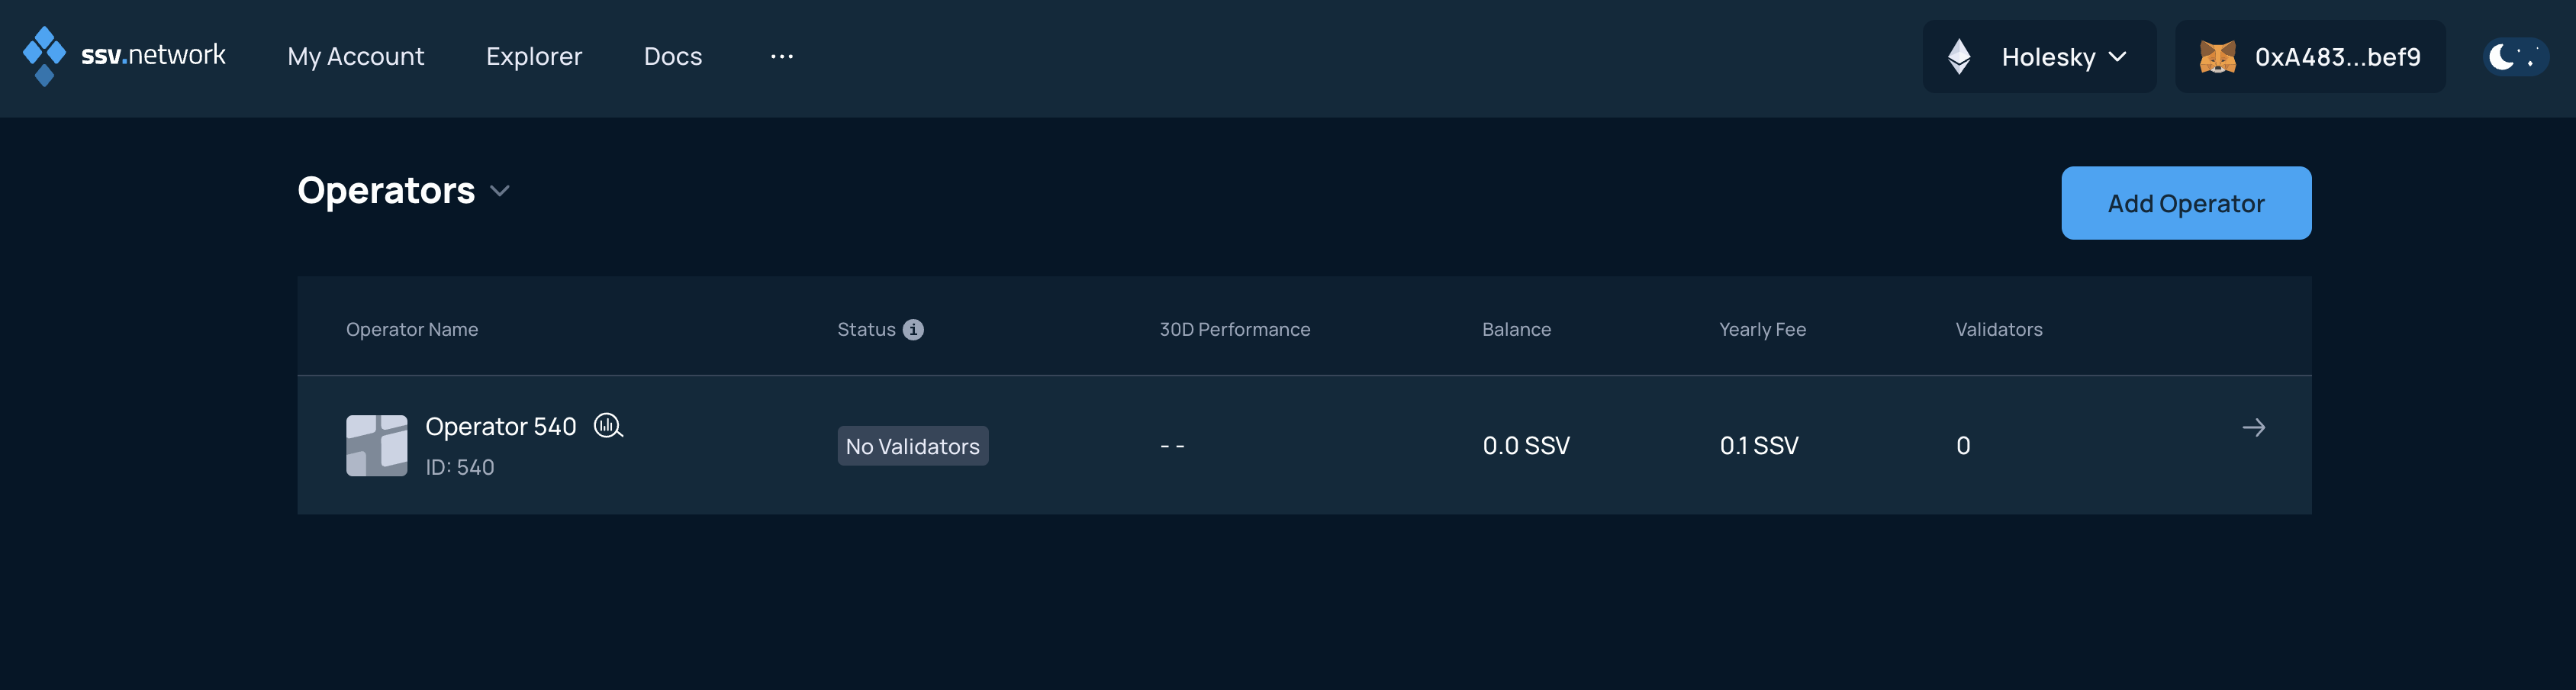 ssv.network My Account Explorer Docs ... Holesky 0xA483...bef9
Operators Add Operator
Operator Name Status i 30D Performance Balance Yearly Fee Validators
Operator 540
ID: 540
No Validators - - 0.0 SSV 0.1 SSV 0